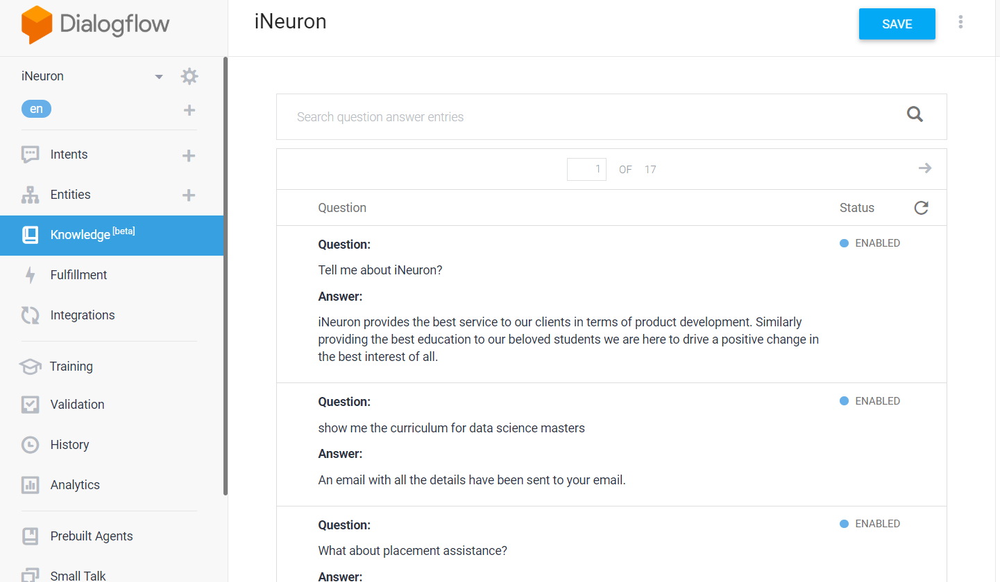 Dialogflow
iNeuron
SAVE
iNeuron
en
Intents
Entities
Knowledge [beta]
Fulfillment
Integrations
Training
Validation
History
Analytics
Prebuilt Agents
Small Talk
Search question answer entries
1 OF 17
Question Status
Question: ENABLED
Tell me about iNeuron?
Answer:
iNeuron provides the best service to our clients in terms of product development. Similarly
providing the best education to our beloved students we are here to drive a positive change in
the best interest of all.
Question: ENABLED
show me the curriculum for data science masters
Answer:
An email with all the details have been sent to your email.
Question: ENABLED
What about placement assistance?
Answer: